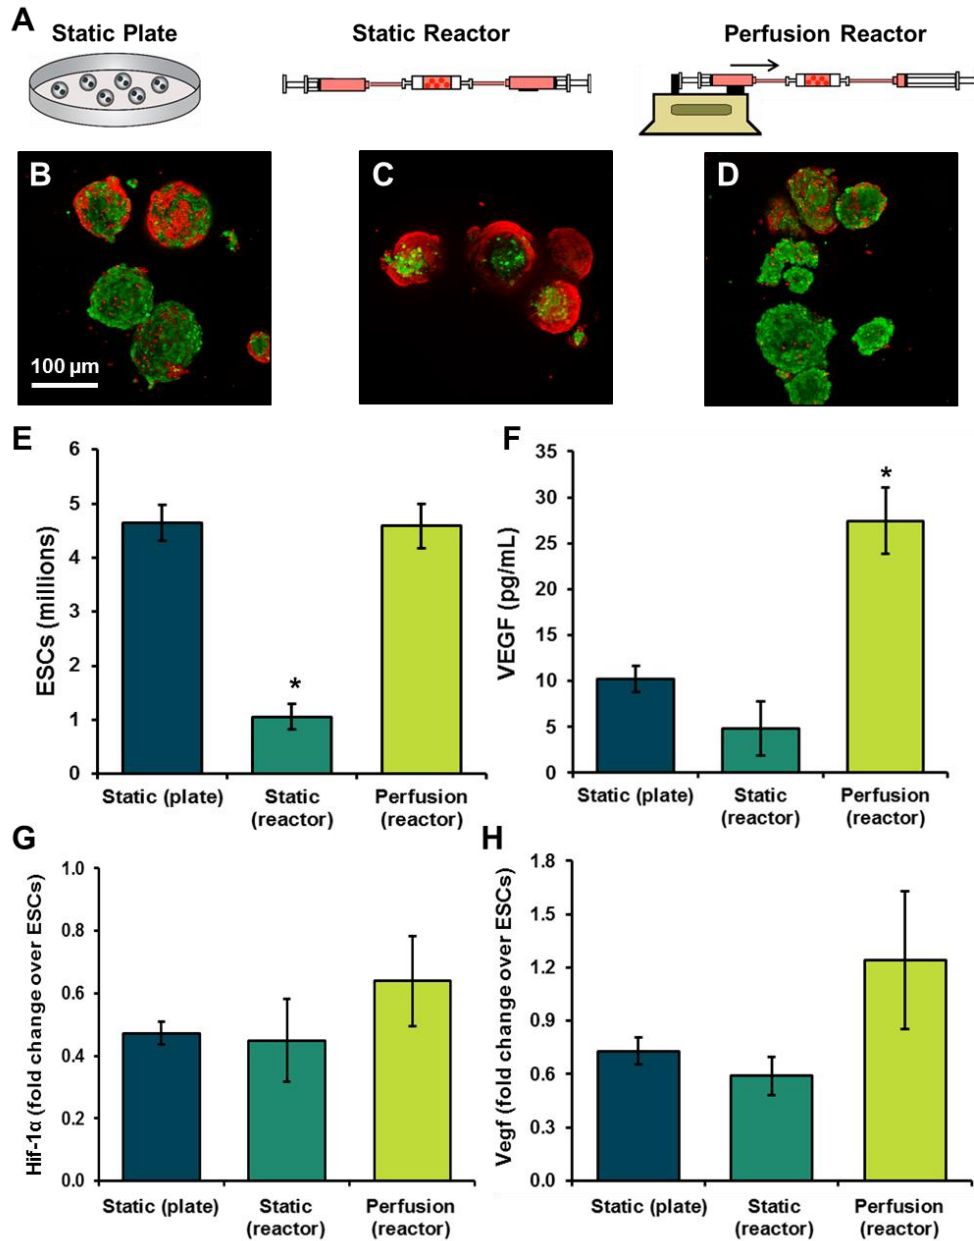 A
Static Plate
Static Reactor
Perfusion Reactor
B
100 µm
C
D
E
ESCs (millions)
6
5
4
3
2
1
0
*
Static (plate)
Static
(reactor)
Perfusion
(reactor)
F
VEGF (pg/mL)
35
30
25
20
15
10
5
0
*
Static (plate)
Static
(reactor)
Perfusion
(reactor)
G
Hif-1α (fold change over ESCs)
1.0
0.8
0.6
0.4
0.2
0.0
Static (plate)
Static
(reactor)
Perfusion
(reactor)
H
Vegf (fold change over ESCs)
1.8
1.5
1.2
0.9
0.6
0.3
0.0
Static (plate)
Static
(reactor)
Perfusion
(reactor)